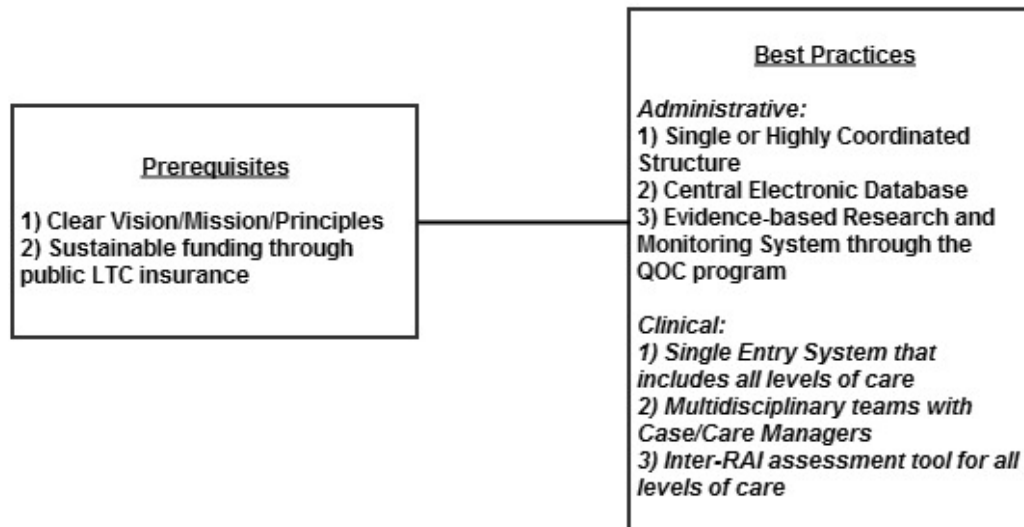 Prerequisites
1) Clear Vision/Mission/Principles
2) Sustainable funding through
public LTC insurance
Best Practices
Administrative:
1) Single or Highly Coordinated
Structure
2) Central Electronic Database
3) Evidence-based Research and
Monitoring System through the
QOC program
Clinical:
1) Single Entry System that
includes all levels of care
2) Multidisciplinary teams with
Case/Care Managers
3) Inter-RAI assessment tool for all
levels of care